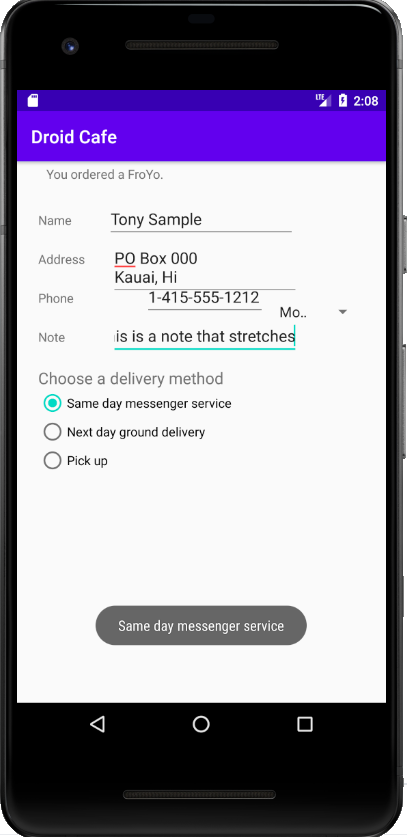 LTE 2:08
Droid Cafe
You ordered a FroYo.
Name Tony Sample
Address PO Box 000
Kauai, Hi
Phone 1-415-555-1212
Mo..
Note is is a note that stretches
Choose a delivery method
Same day messenger service
Next day ground delivery
Pick up
Same day messenger service